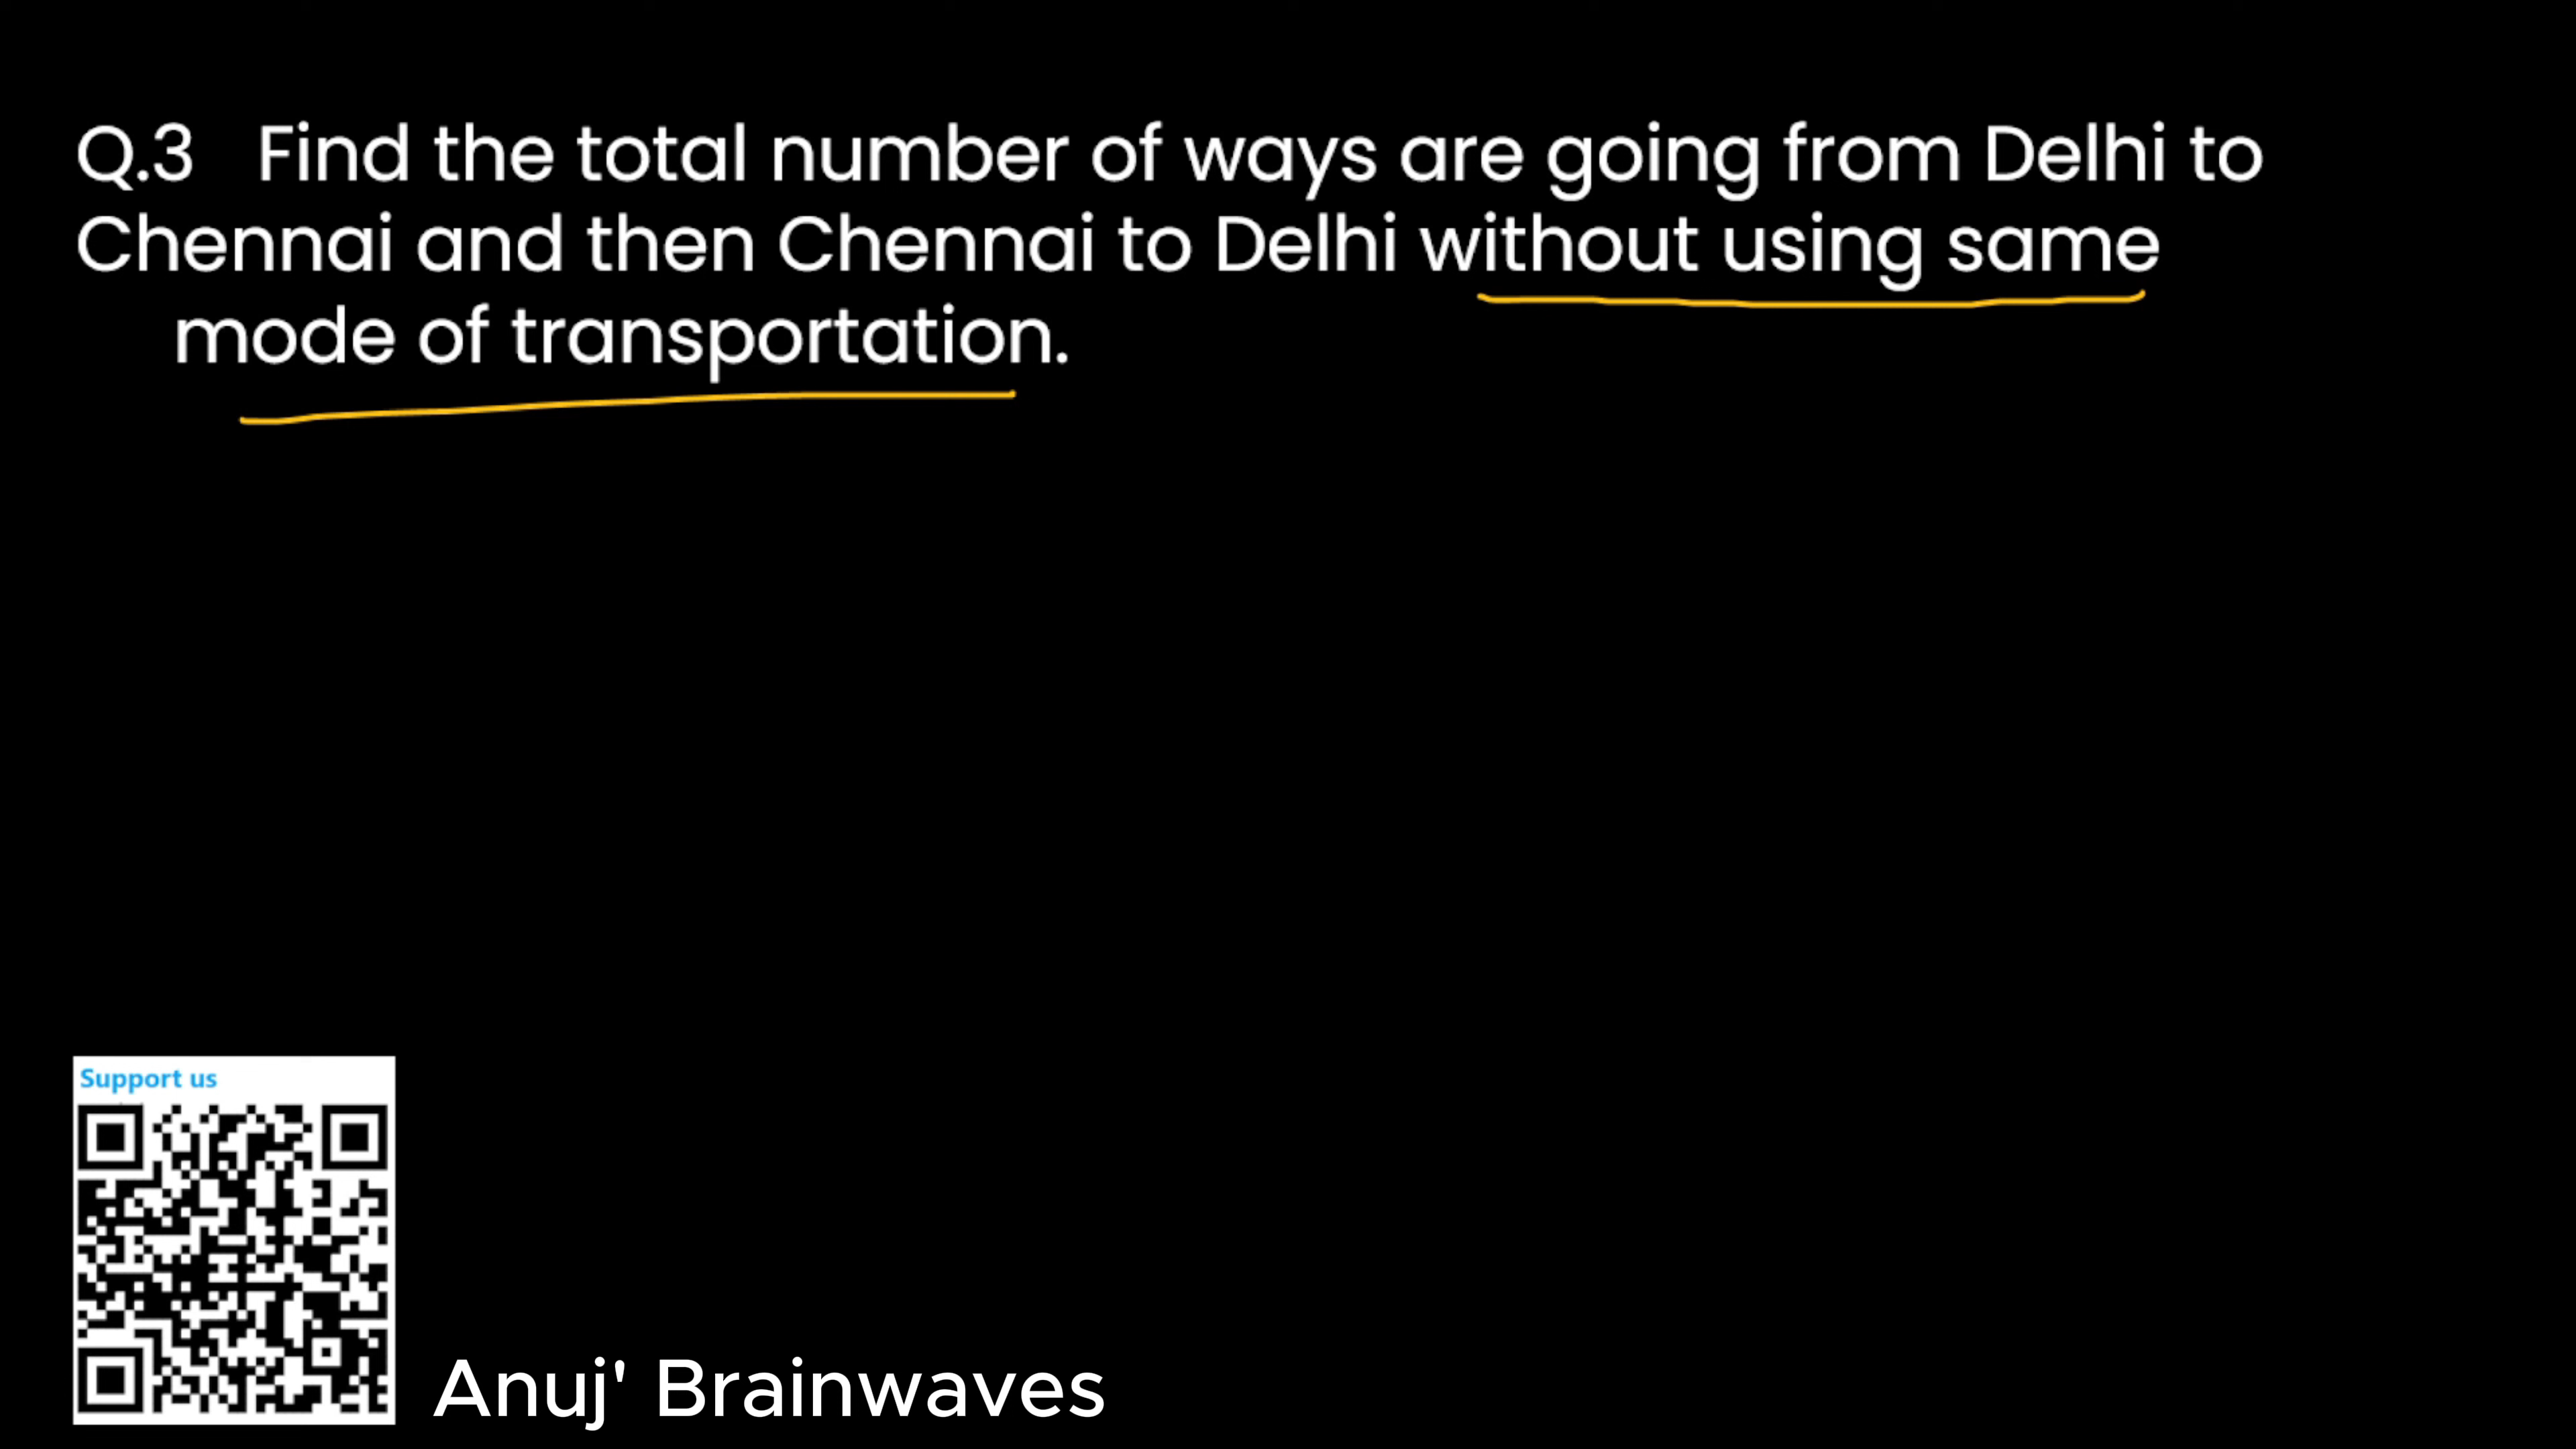 Q.3 Find the total number of ways are going from Delhi to
Chennai and then Chennai to Delhi without using same
mode of transportation.
Support us
Anuj' Brainwaves